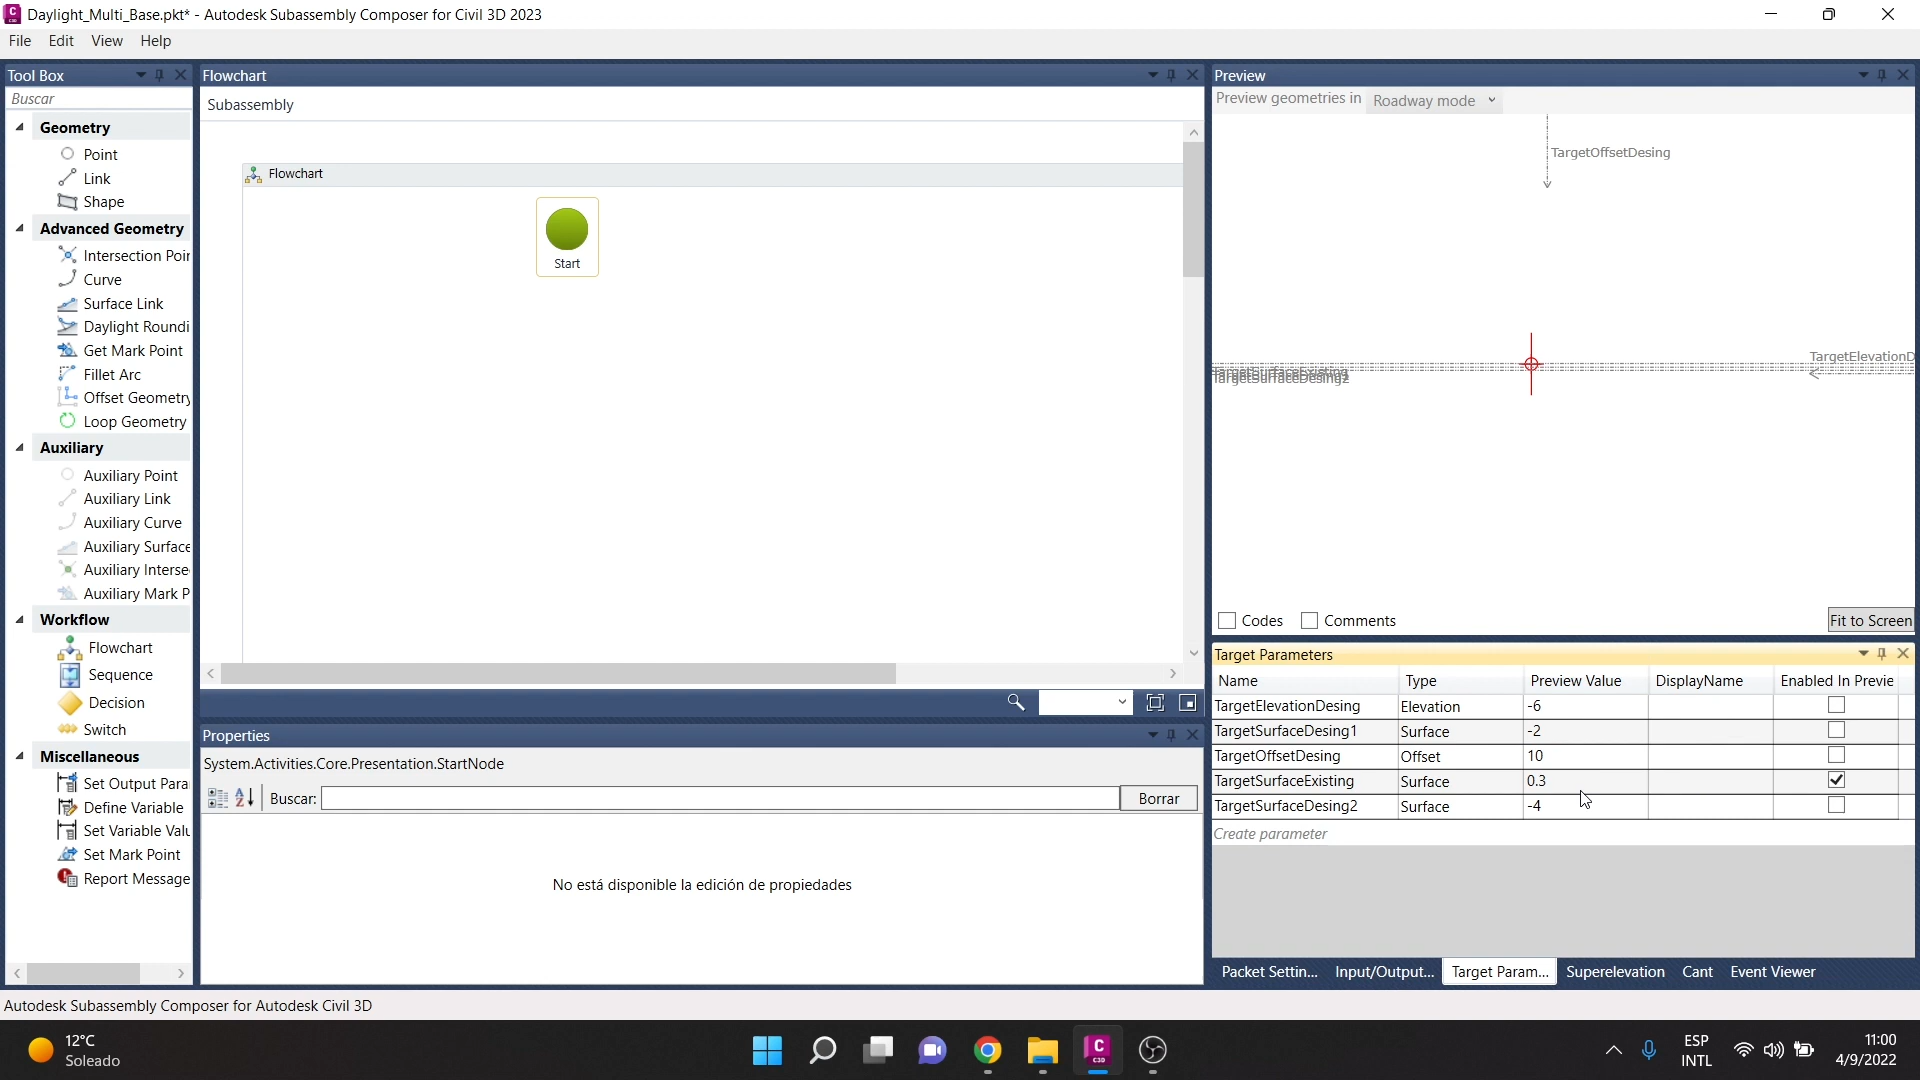 Daylight_Multi_Base.pkt* - Autodesk Subassembly Composer for Civil 3D 2023
File Edit View Help
Tool Box
Buscar
Geometry
Point
Link
Shape
Advanced Geometry
Intersection Poir
Curve
Surface Link
Daylight Roundi
Get Mark Point
Fillet Arc
Offset Geometry
Loop Geometry
Auxiliary
Auxiliary Point
Auxiliary Link
Auxiliary Curve
Auxiliary Surface
Auxiliary Interse
Auxiliary Mark P
Workflow
Flowchart
Sequence
Decision
Switch
Miscellaneous
Set Output Para
Define Variable
Set Variable Valu
Set Mark Point
Report Message
Flowchart
Subassembly
Flowchart
Start
Properties
System.Activities.Core.Presentation.StartNode
Buscar:
Borrar
No está disponible la edición de propiedades
Preview
Preview geometries in Roadway mode
TargetOffsetDesing
TargetElevationD
TargetSurfaceExisting
TargetSurfaceDesing2
Codes Comments Fit to Screen
Target Parameters
Name Type Preview Value DisplayName Enabled In Previe
TargetElevationDesing Elevation -6
TargetSurfaceDesing1 Surface -2
TargetOffsetDesing Offset 10
TargetSurfaceExisting Surface 0.3
TargetSurfaceDesing2 Surface -4
Create parameter
Packet Settin... Input/Output... Target Param... Superelevation Cant Event Viewer
Autodesk Subassembly Composer for Autodesk Civil 3D
12°C
Soleado
C
C3D
ESP
INTL
11:00
4/9/2022